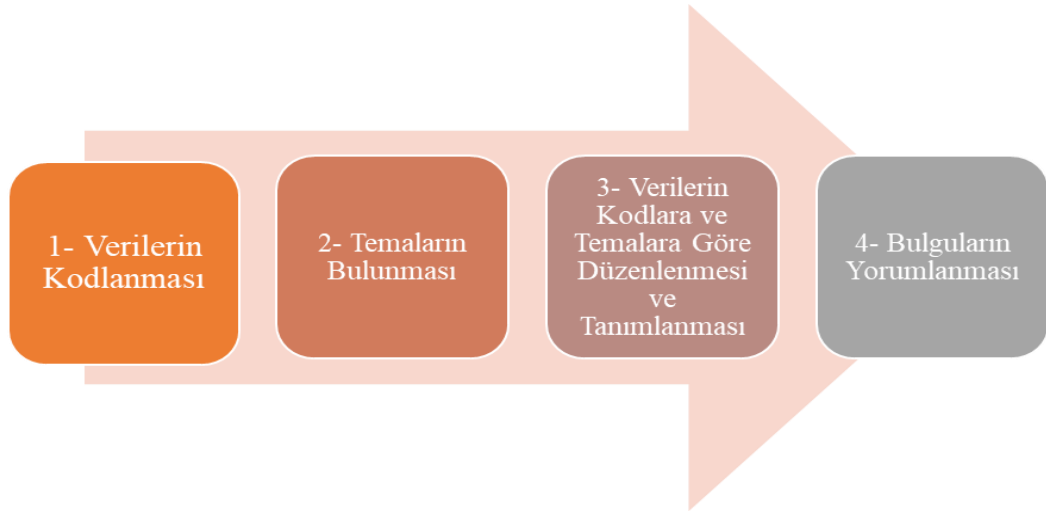 1- Verilerin
Kodlanması
2- Temaların
Bulunması
3- Verilerin
Kodlara ve
Temalara Göre
Düzenlenmesi
ve
Tanımlanması
4- Bulguların
Yorumlanması